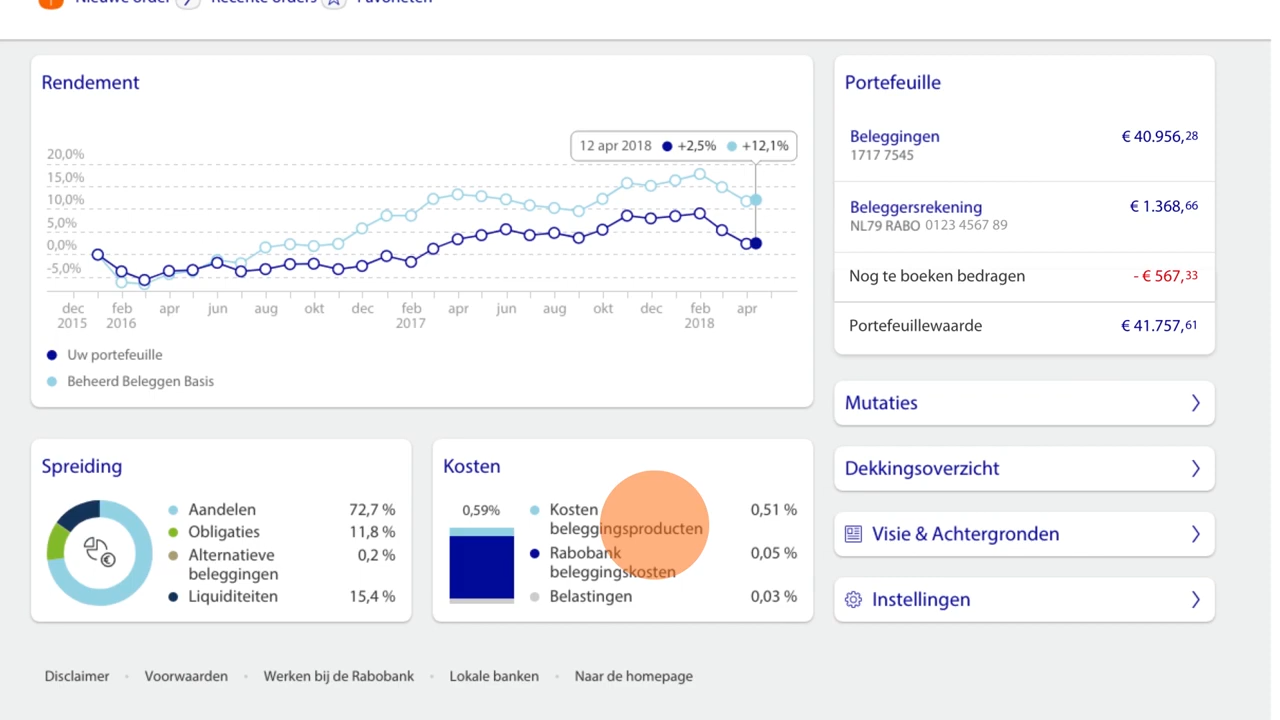 Nieuwe order Recente orders Favorieten
Rendement
12 apr 2018 +2,5% +12,1%
20,0%
15,0%
10,0%
5,0%
0,0%
-5,0%
dec feb apr jun aug okt dec feb apr jun aug okt dec feb apr
2015 2016 2017 2018
Uw portefeuille
Beheerd Beleggen Basis
Portefeuille
Beleggingen € 40.956,28
1717 7545
Beleggersrekening € 1.368,66
NL79 RABO 0123 4567 89
Nog te boeken bedragen - € 567,33
Portefeuillewaarde € 41.757,61
Mutaties
Dekkingsoverzicht
Visie & Achtergronden
Instellingen
Spreiding
Aandelen 72,7 %
Obligaties 11,8 %
Alternatieve 0,2 %
beleggingen
Liquiditeiten 15,4 %
Kosten
0,59%
Kosten 0,51 %
beleggingsproducten
Rabobank 0,05 %
beleggingskosten
Belastingen 0,03 %
Disclaimer Voorwaarden Werken bij de Rabobank Lokale banken Naar de homepage